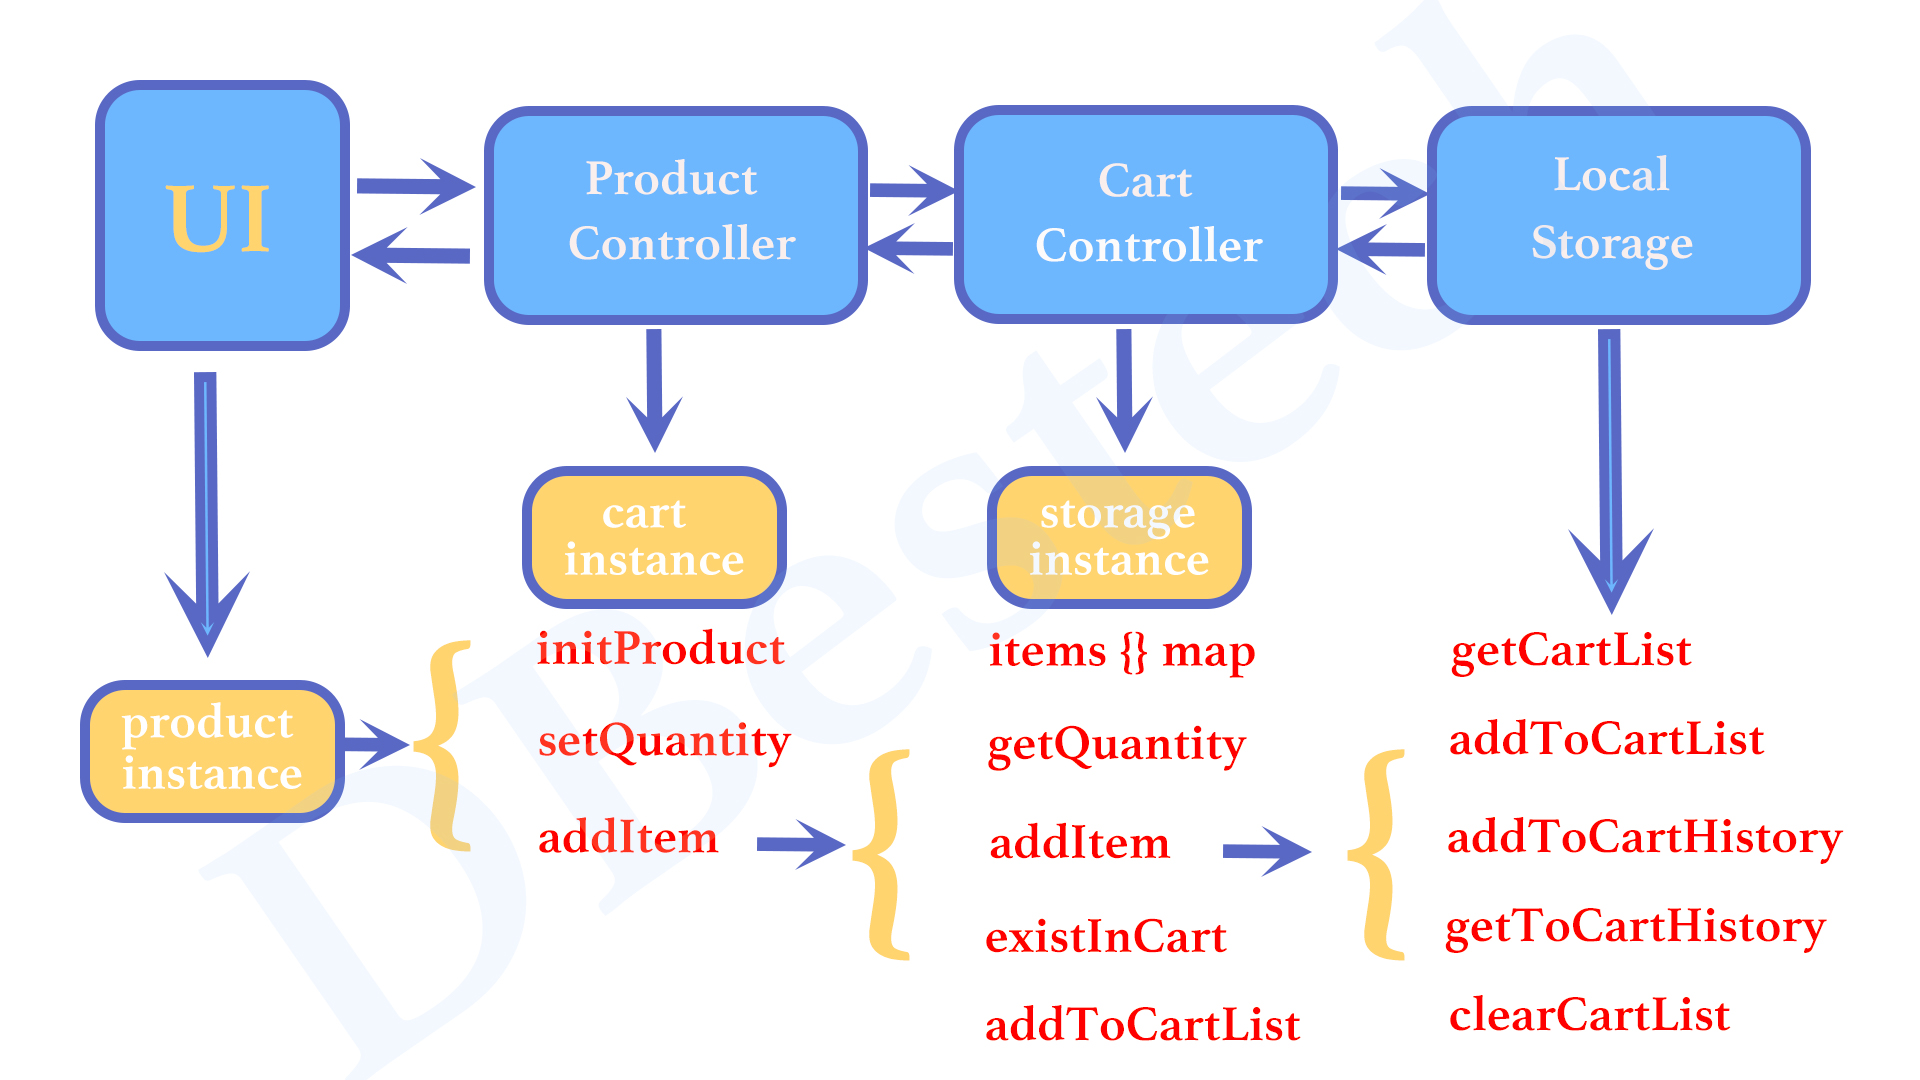 UI
Product
Controller
Cart
Controller
Local
Storage
cart
instance
storage
instance
product
instance
initProduct
setQuantity
addItem
items {} map
getQuantity
addItem
existInCart
addToCartList
getCartList
addToCartList
addToCartHistory
getToCartHistory
clearCartList
DBestech